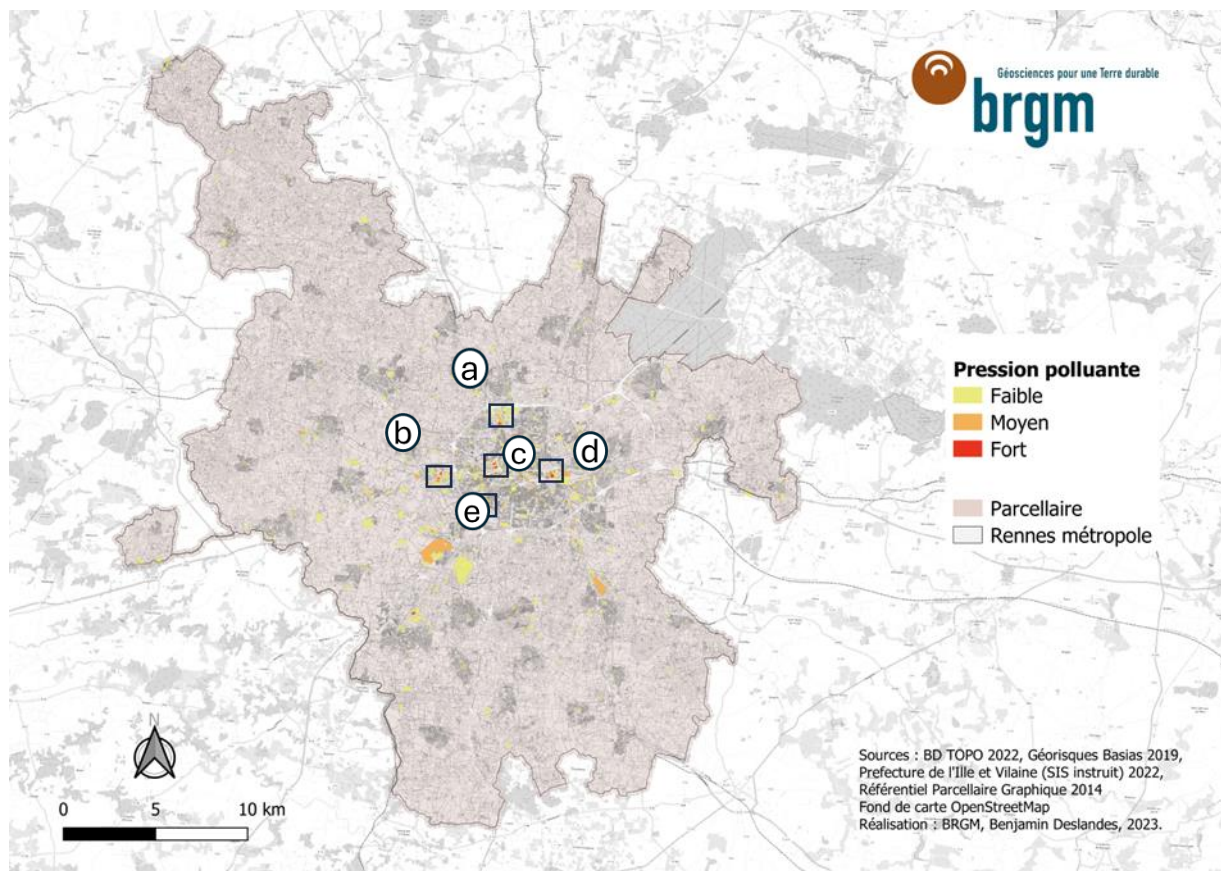 Géosciences pour une Terre durable
brgm
a
b
c
d
e
Pression polluante
Faible
Moyen
Fort
Parcellaire
Rennes métropole
N
0 5 10 km
Sources : BD TOPO 2022, Géorisques Basias 2019,
Prefecture de l'Ille et Vilaine (SIS instruit) 2022,
Référentiel Parcellaire Graphique 2014
Fond de carte OpenStreetMap
Réalisation : BRGM, Benjamin Deslandes, 2023.